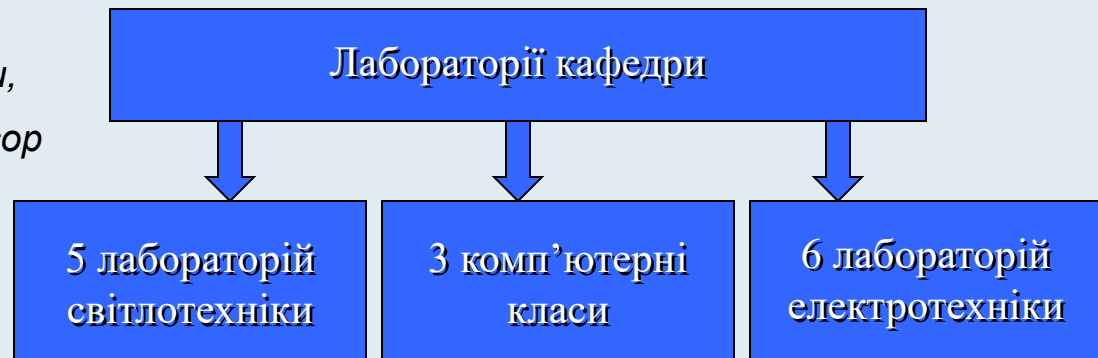 Лабораторії кафедри
5 лабораторій
світлотехніки
3 комп’ютерні
класи
6 лабораторій
електротехніки